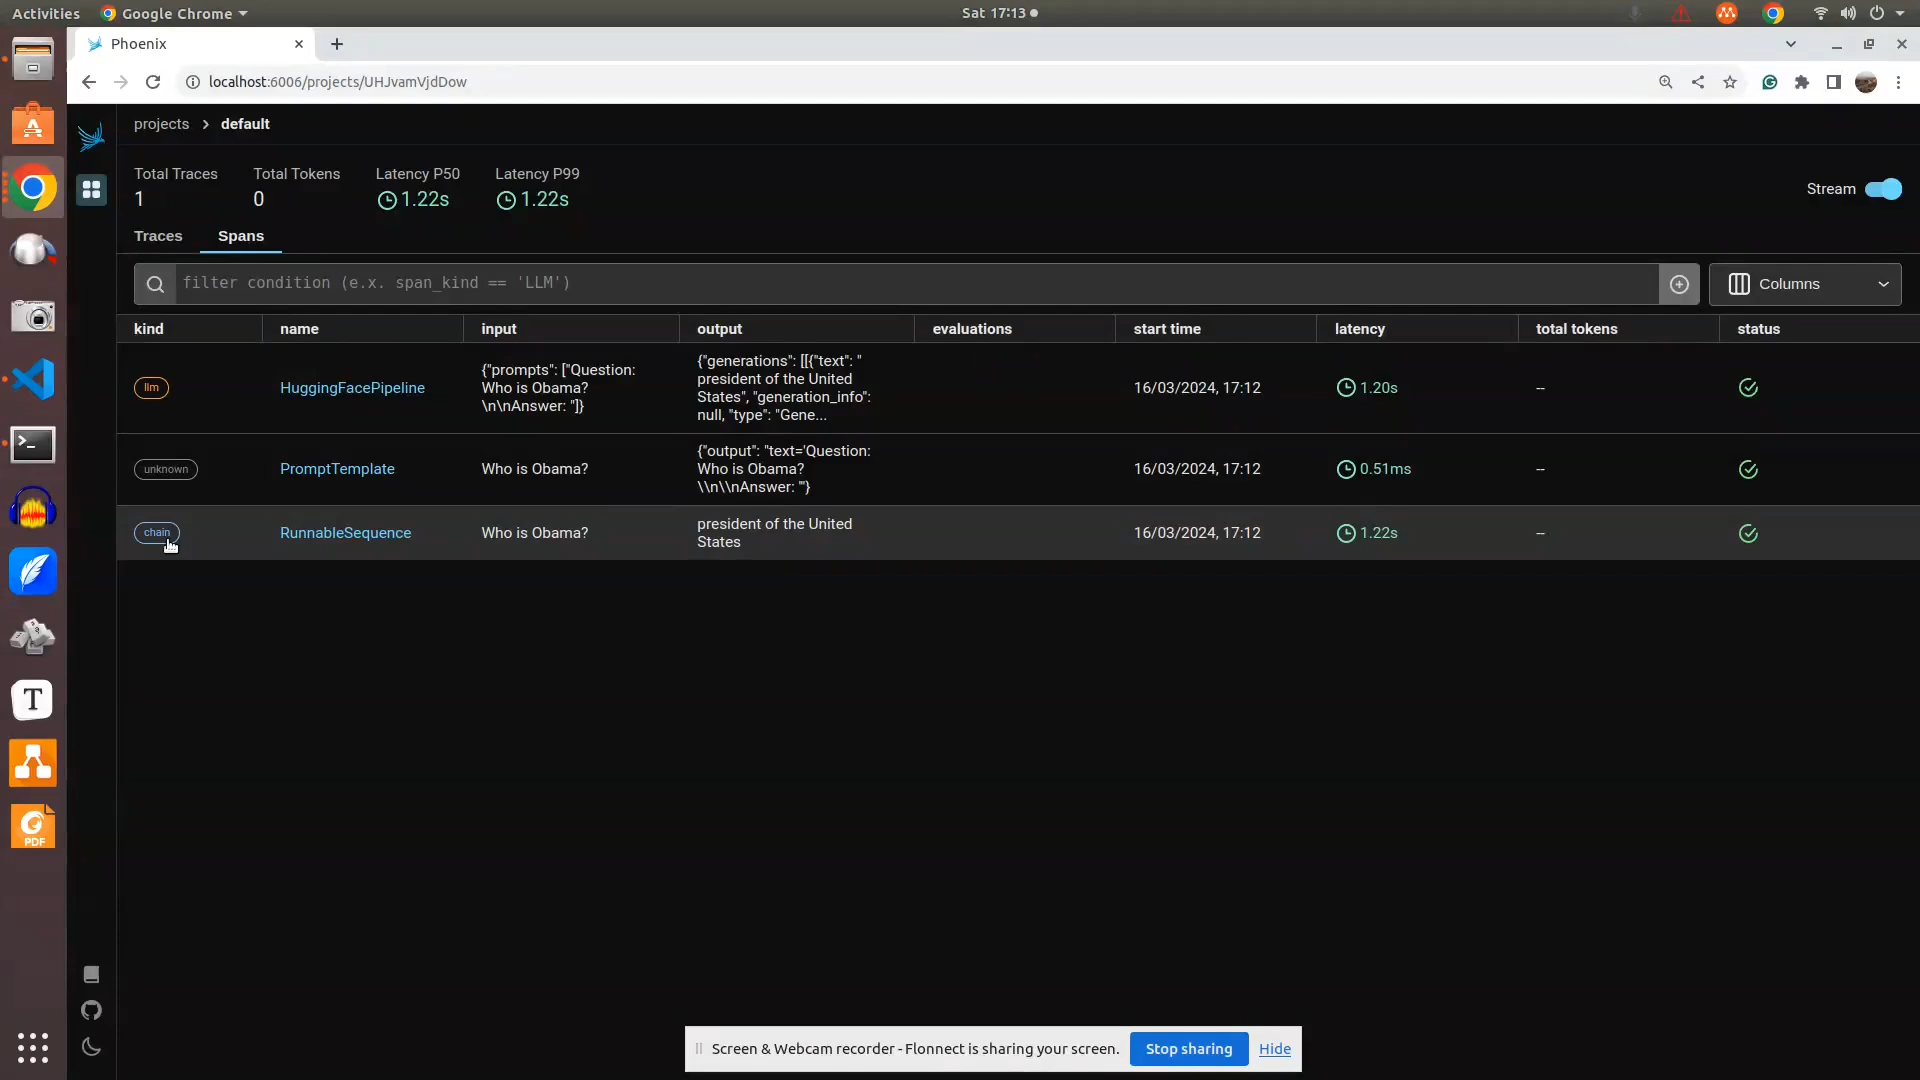 Activities
Google Chrome
Sat 17:13
Phoenix
localhost:6006/projects/UHJvamVjdDow
projects > default
Total Traces
Total Tokens
Latency P50
Latency P99
1
0
1.22s
1.22s
Stream
Traces
Spans
filter condition (e.x. span_kind == 'LLM')
Columns
kind
name
input
output
evaluations
start time
latency
total tokens
status
llm
HuggingFacePipeline
{"prompts": ["Question:
Who is Obama?
\n\nAnswer: "]}
{"generations": [[{"text": "
president of the United
States", "generation_info":
null, "type": "Gene...
16/03/2024, 17:12
1.20s
--
unknown
PromptTemplate
Who is Obama?
{"output": "text='Question:
Who is Obama?
\\n\\nAnswer: '"}
16/03/2024, 17:12
0.51ms
--
chain
RunnableSequence
Who is Obama?
president of the United
States
16/03/2024, 17:12
1.22s
--
T
PDF
Screen & Webcam recorder - Flonnect is sharing your screen.
Stop sharing
Hide